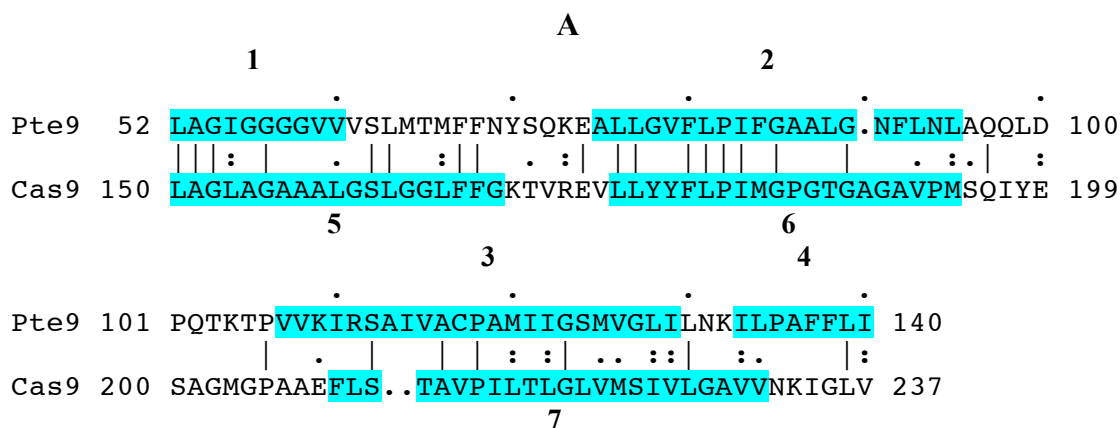 A
1 2
. . . . .
Pte9 52 LAGIGGGGVVVSLMTMFFNYSQKEALLGVFLPIFGAALG.NFLNLAQQLD 100
|||: |   . ||  :||  . :| ||  |||| |   |   . :.|  :
Cas9 150 LAGLAGAAALGSLGGLFFGKTVREVLLYYFLPIMGPGTGAGAVPMSQIYE 199
5 6
3 4
. . . .
Pte9 101 PQTKTPVVKIRSAIVACPAMIIGSMVGLILNKILPAFFLI 140
|  .  |   | | : :| .. ::|  :.    |:
Cas9 200 SAGMGPAAEFLS..TAVPILTLGLVMSIVLGAVVNKIGLV 237
7